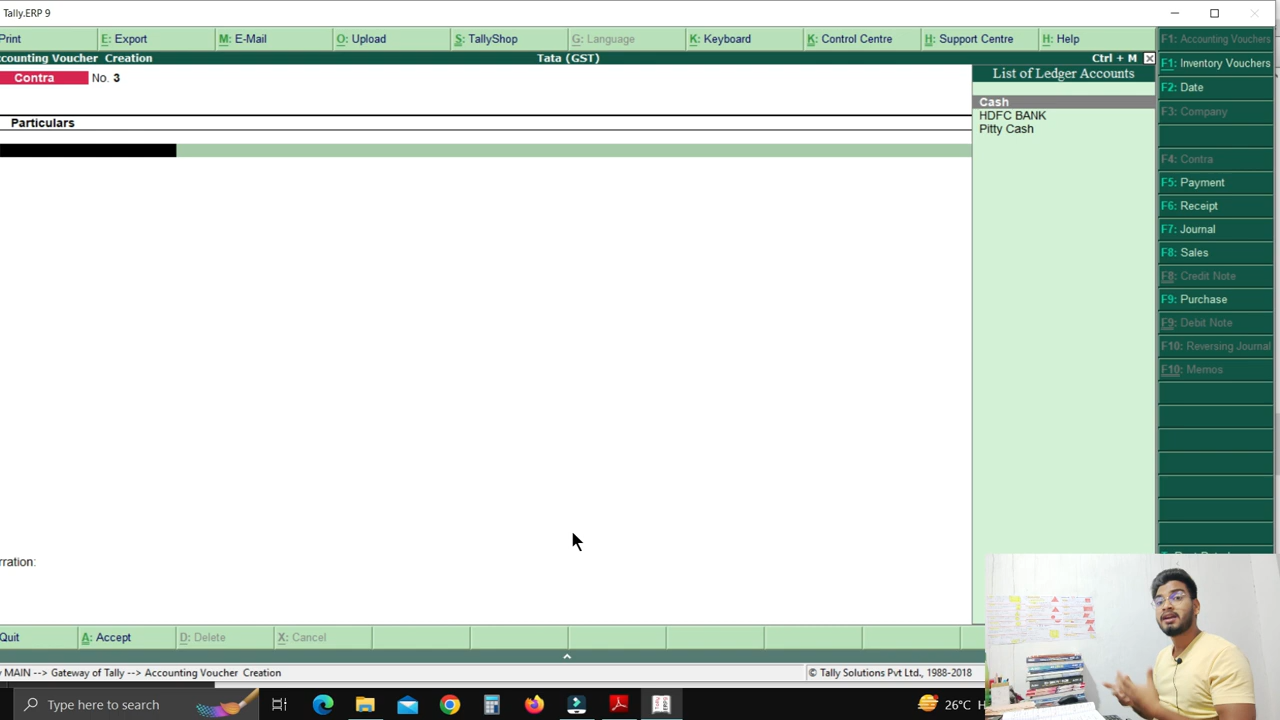 Tally.ERP 9
Print
E: Export
M: E-Mail
O: Upload
S: TallyShop
G: Language
K: Keyboard
K: Control Centre
H: Support Centre
H: Help
counting Voucher Creation
Tata (GST)
Ctrl + M
Contra No. 3
Particulars
List of Ledger Accounts
Cash
HDFC BANK
Pitty Cash
F1: Accounting Vouchers
F1: Inventory Vouchers
F2: Date
F3: Company
F4: Contra
F5: Payment
F6: Receipt
F7: Journal
F8: Sales
F8: Credit Note
F9: Purchase
F9: Debit Note
F10: Reversing Journal
F10: Memos
rration:
Quit
A: Accept
D: Delete
X: Cancel
MAIN --> Gateway of Tally --> Accounting Voucher Creation
© Tally Solutions Pvt Ltd., 1988-2018
Type here to search
26°C